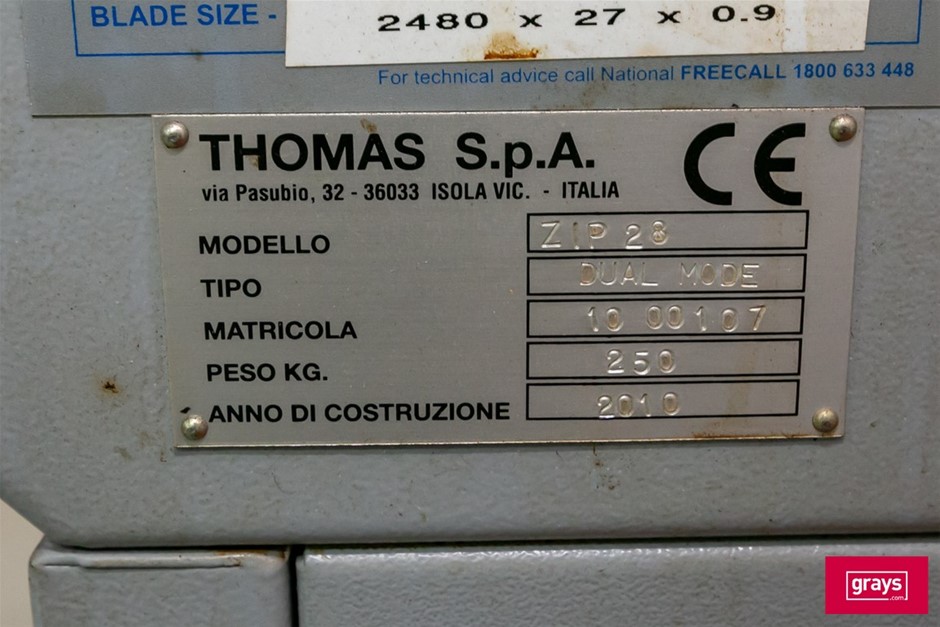 BLADE SIZE - 2480 x 27 x 0.9
For technical advice call National FREECALL 1800 633 448
THOMAS S.p.A. CE
via Pasubio, 32 - 36033 ISOLA VIC. - ITALIA
MODELLO ZIP 28
TIPO DUAL MODE
MATRICOLA 10 00107
PESO KG. 250
ANNO DI COSTRUZIONE 2010
grays
.com